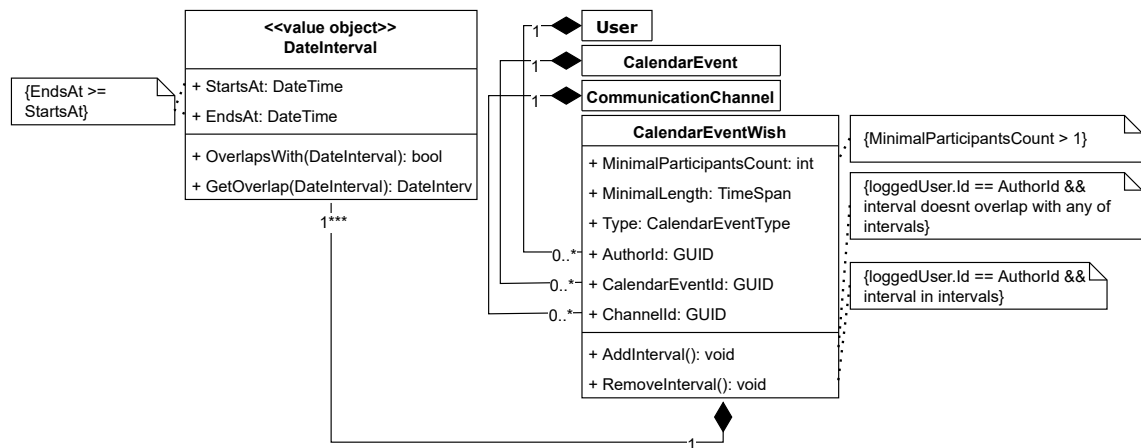 <<value object>>
DateInterval
+ StartsAt: DateTime
+ EndsAt: DateTime
+ OverlapsWith(DateInterval): bool
+ GetOverlap(DateInterval): DateInterv
{EndsAt >=
StartsAt}
1***
1
User
1
CalendarEvent
1
CommunicationChannel
CalendarEventWish
+ MinimalParticipantsCount: int
+ MinimalLength: TimeSpan
+ Type: CalendarEventType
0..*
+ AuthorId: GUID
0..*
+ CalendarEventId: GUID
0..*
+ ChannelId: GUID
+ AddInterval(): void
+ RemoveInterval(): void
1
{MinimalParticipantsCount > 1}
{loggedUser.Id == AuthorId &&
interval doesnt overlap with any of
intervals}
{loggedUser.Id == AuthorId &&
interval in intervals}